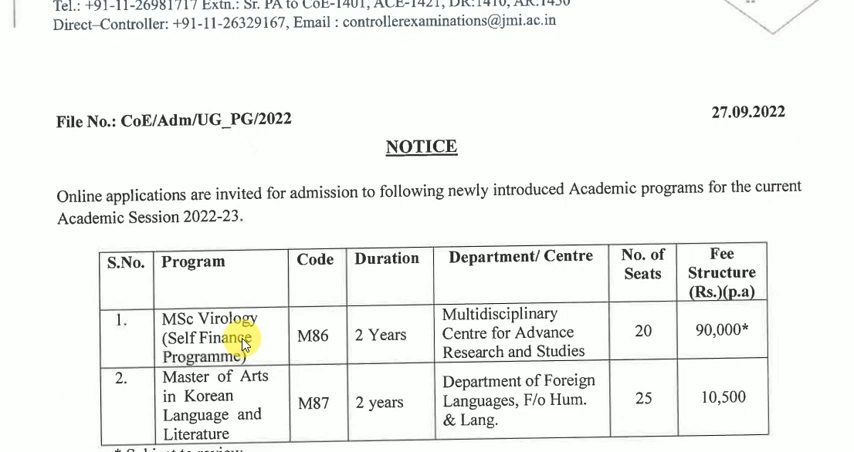 Tel.: +91-11-26981717 Extn.: Sr. PA to CoE-1401, ACE-1421, DR:1410, AR:1430
Direct–Controller: +91-11-26329167, Email : controllerexaminations@jmi.ac.in
File No.: CoE/Adm/UG_PG/2022
27.09.2022
NOTICE
Online applications are invited for admission to following newly introduced Academic programs for the current
Academic Session 2022-23.
S.No. Program Code Duration Department/ Centre No. of Seats Fee Structure (Rs.)(p.a)
1. MSc Virology (Self Finance Programme) M86 2 Years Multidisciplinary Centre for Advance Research and Studies 20 90,000*
2. Master of Arts in Korean Language and Literature M87 2 years Department of Foreign Languages, F/o Hum. & Lang. 25 10,500